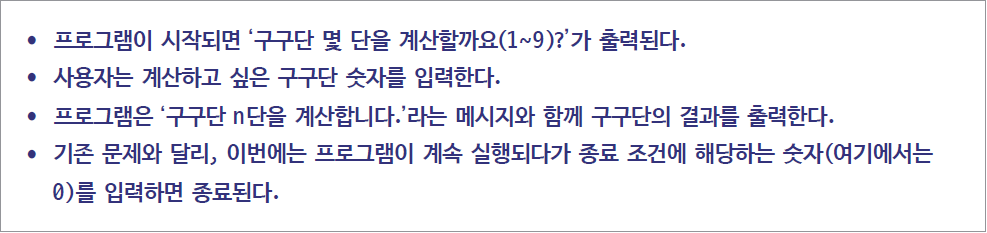 • 프로그램이 시작되면 ‘구구단 몇 단을 계산할까요(1~9)?’가 출력된다.
• 사용자는 계산하고 싶은 구구단 숫자를 입력한다.
• 프로그램은 ‘구구단 n단을 계산합니다.’라는 메시지와 함께 구구단의 결과를 출력한다.
• 기존 문제와 달리, 이번에는 프로그램이 계속 실행되다가 종료 조건에 해당하는 숫자(여기에서는
0)를 입력하면 종료된다.